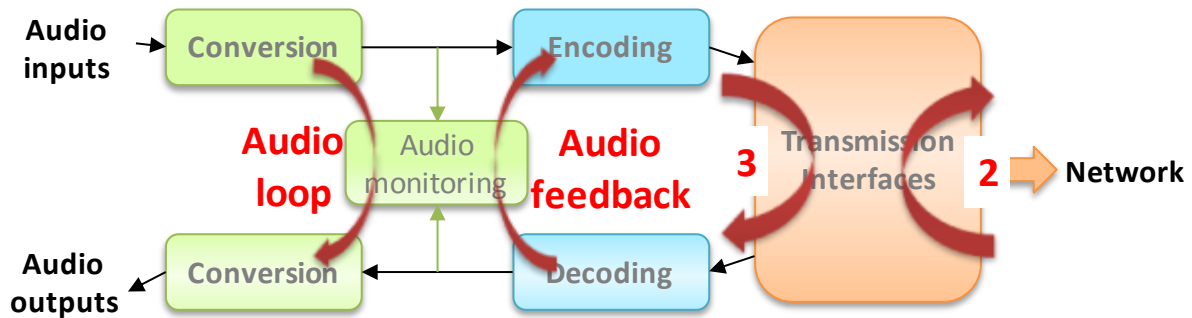 Audio
inputs
Conversion
Encoding
Audio
loop
Audio
monitoring
Audio
feedback
3
Transmission
Interfaces
2
Network
Audio
outputs
Conversion
Decoding